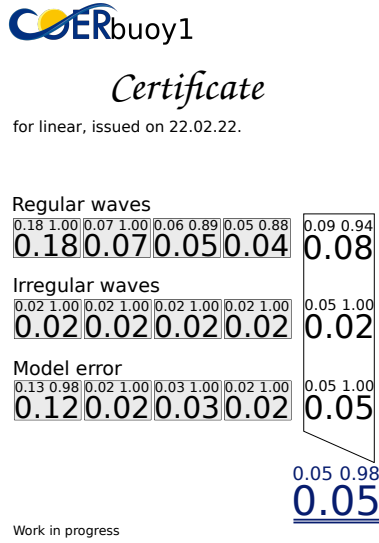 COERbuoy1
Certificate
for linear, issued on 22.02.22.
Regular waves
0.18 1.00 0.07 1.00 0.06 0.89 0.05 0.88 0.09 0.94
0.18 0.07 0.05 0.04 0.08
Irregular waves
0.02 1.00 0.02 1.00 0.02 1.00 0.02 1.00 0.05 1.00
0.02 0.02 0.02 0.02 0.02
Model error
0.13 0.98 0.02 1.00 0.03 1.00 0.02 1.00 0.05 1.00
0.12 0.02 0.03 0.02 0.05
0.05 0.98
0.05
Work in progress